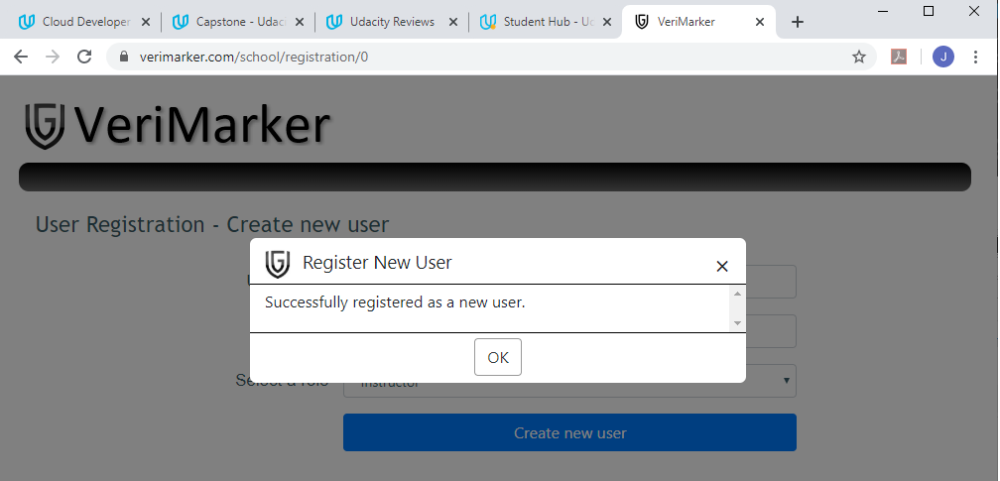 Cloud Developer
Capstone - Udac
Udacity Reviews
Student Hub - Ud
VeriMarker
verimarker.com/school/registration/0
J
VeriMarker
User Registration - Create new user
Register New User
Successfully registered as a new user.
OK
Select a role
Instructor
Create new user